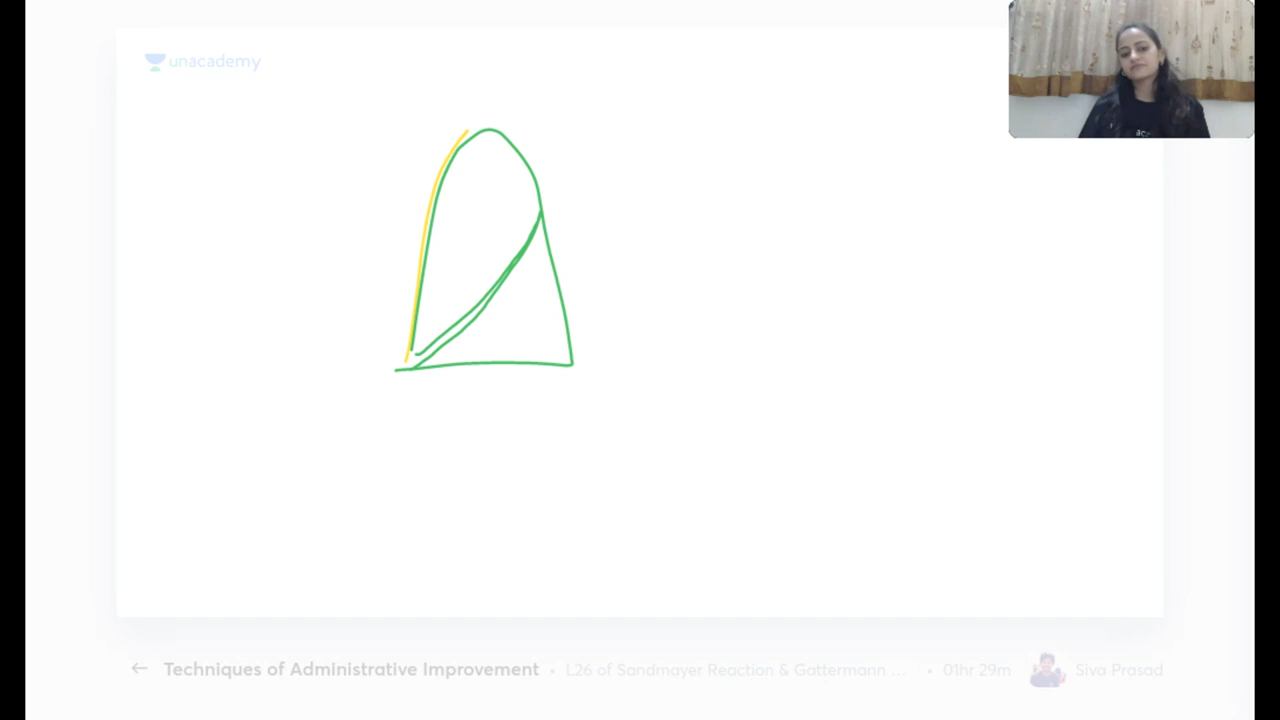 unacademy
Techniques of Administrative Improvement • L26 of Sandmayer Reaction & Gattermann ... • 01hr 29m Siva Prasad